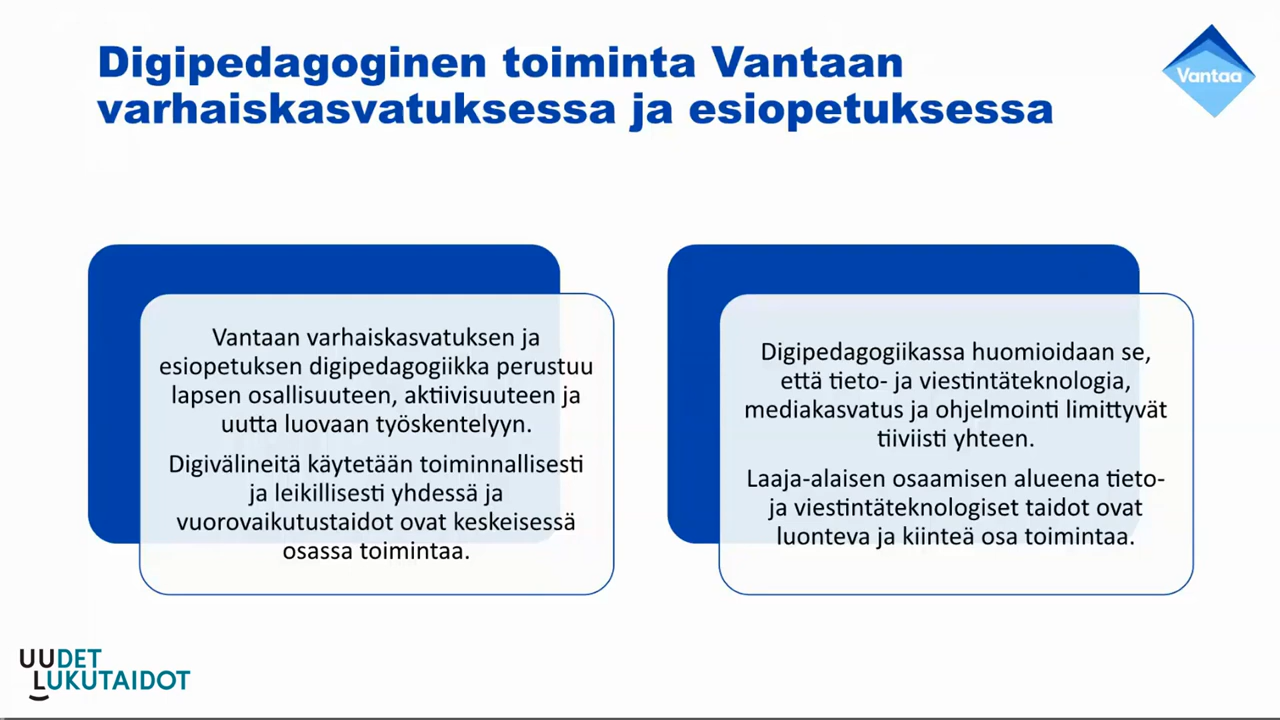 Digipedagoginen toiminta Vantaan
varhaiskasvatuksessa ja esiopetuksessa
Vantaa
Vantaan varhaiskasvatuksen ja
esiopetuksen digipedagogiikka perustuu
lapsen osallisuuteen, aktiivisuuteen ja
uutta luovaan työskentelyyn.
Digivälineitä käytetään toiminnallisesti
ja leikillisesti yhdessä ja
vuorovaikutustaidot ovat keskeisessä
osassa toimintaa.
Digipedagogiikassa huomioidaan se,
että tieto- ja viestintäteknologia,
mediakasvatus ja ohjelmointi limittyvät
tiiviisti yhteen.
Laaja-alaisen osaamisen alueena tieto-
ja viestintäteknologiset taidot ovat
luonteva ja kiinteä osa toimintaa.
UUDET
LUKUTAIDOT